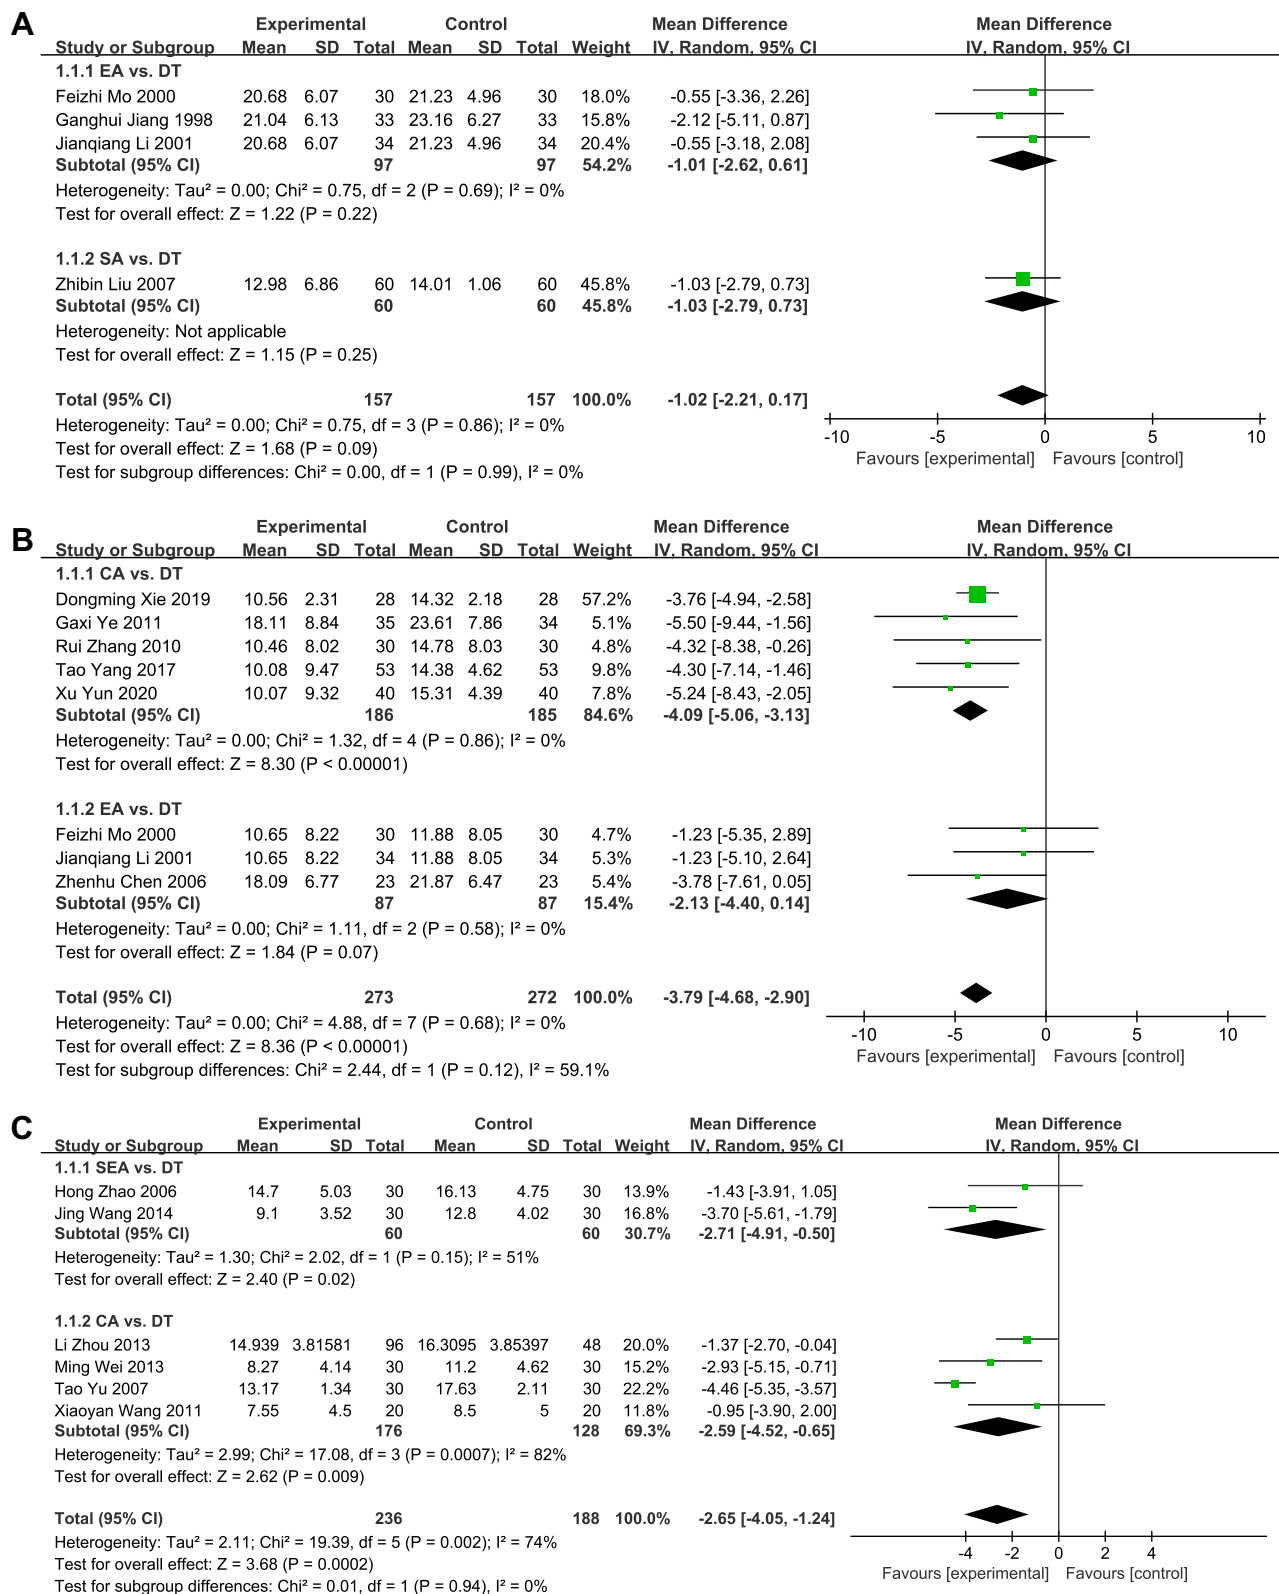 A
Experimental Control Mean Difference Mean Difference
Study or Subgroup Mean SD Total Mean SD Total Weight IV, Random, 95% CI IV, Random, 95% CI
1.1.1 EA vs. DT
Feizhi Mo 2000 20.68 6.07 30 21.23 4.96 30 18.0% -0.55 [-3.36, 2.26]
Ganghui Jiang 1998 21.04 6.13 33 23.16 6.27 33 15.8% -2.12 [-5.11, 0.87]
Jianqiang Li 2001 20.68 6.07 34 21.23 4.96 34 20.4% -0.55 [-3.18, 2.08]
Subtotal (95% CI) 97 97 54.2% -1.01 [-2.62, 0.61]
Heterogeneity: Tau² = 0.00; Chi² = 0.75, df = 2 (P = 0.69); I² = 0%
Test for overall effect: Z = 1.22 (P = 0.22)
1.1.2 SA vs. DT
Zhibin Liu 2007 12.98 6.86 60 14.01 1.06 60 45.8% -1.03 [-2.79, 0.73]
Subtotal (95% CI) 60 60 45.8% -1.03 [-2.79, 0.73]
Heterogeneity: Not applicable
Test for overall effect: Z = 1.15 (P = 0.25)
Total (95% CI) 157 157 100.0% -1.02 [-2.21, 0.17]
Heterogeneity: Tau² = 0.00; Chi² = 0.75, df = 3 (P = 0.86); I² = 0%
Test for overall effect: Z = 1.68 (P = 0.09)
Test for subgroup differences: Chi² = 0.00, df = 1 (P = 0.99), I² = 0%
-10 -5 0 5 10
Favours [experimental] Favours [control]
B
Experimental Control Mean Difference Mean Difference
Study or Subgroup Mean SD Total Mean SD Total Weight IV, Random, 95% CI IV, Random, 95% CI
1.1.1 CA vs. DT
Dongming Xie 2019 10.56 2.31 28 14.32 2.18 28 57.2% -3.76 [-4.94, -2.58]
Gaxi Ye 2011 18.11 8.84 35 23.61 7.86 34 5.1% -5.50 [-9.44, -1.56]
Rui Zhang 2010 10.46 8.02 30 14.78 8.03 30 4.8% -4.32 [-8.38, -0.26]
Tao Yang 2017 10.08 9.47 53 14.38 4.62 53 9.8% -4.30 [-7.14, -1.46]
Xu Yun 2020 10.07 9.32 40 15.31 4.39 40 7.8% -5.24 [-8.43, -2.05]
Subtotal (95% CI) 186 185 84.6% -4.09 [-5.06, -3.13]
Heterogeneity: Tau² = 0.00; Chi² = 1.32, df = 4 (P = 0.86); I² = 0%
Test for overall effect: Z = 8.30 (P < 0.00001)
1.1.2 EA vs. DT
Feizhi Mo 2000 10.65 8.22 30 11.88 8.05 30 4.7% -1.23 [-5.35, 2.89]
Jianqiang Li 2001 10.65 8.22 34 11.88 8.05 34 5.3% -1.23 [-5.10, 2.64]
Zhenhu Chen 2006 18.09 6.77 23 21.87 6.47 23 5.4% -3.78 [-7.61, 0.05]
Subtotal (95% CI) 87 87 15.4% -2.13 [-4.40, 0.14]
Heterogeneity: Tau² = 0.00; Chi² = 1.11, df = 2 (P = 0.58); I² = 0%
Test for overall effect: Z = 1.84 (P = 0.07)
Total (95% CI) 273 272 100.0% -3.79 [-4.68, -2.90]
Heterogeneity: Tau² = 0.00; Chi² = 4.88, df = 7 (P = 0.68); I² = 0%
Test for overall effect: Z = 8.36 (P < 0.00001)
Test for subgroup differences: Chi² = 2.44, df = 1 (P = 0.12), I² = 59.1%
-10 -5 0 5 10
Favours [experimental] Favours [control]
C
Experimental Control Mean Difference Mean Difference
Study or Subgroup Mean SD Total Mean SD Total Weight IV, Random, 95% CI IV, Random, 95% CI
1.1.1 SEA vs. DT
Hong Zhao 2006 14.7 5.03 30 16.13 4.75 30 13.9% -1.43 [-3.91, 1.05]
Jing Wang 2014 9.1 3.52 30 12.8 4.02 30 16.8% -3.70 [-5.61, -1.79]
Subtotal (95% CI) 60 60 30.7% -2.71 [-4.91, -0.50]
Heterogeneity: Tau² = 1.30; Chi² = 2.02, df = 1 (P = 0.15); I² = 51%
Test for overall effect: Z = 2.40 (P = 0.02)
1.1.2 CA vs. DT
Li Zhou 2013 14.939 3.81581 96 16.3095 3.85397 48 20.0% -1.37 [-2.70, -0.04]
Ming Wei 2013 8.27 4.14 30 11.2 4.62 30 15.2% -2.93 [-5.15, -0.71]
Tao Yu 2007 13.17 1.34 30 17.63 2.11 30 22.2% -4.46 [-5.35, -3.57]
Xiaoyan Wang 2011 7.55 4.5 20 8.5 5 20 11.8% -0.95 [-3.90, 2.00]
Subtotal (95% CI) 176 128 69.3% -2.59 [-4.52, -0.65]
Heterogeneity: Tau² = 2.99; Chi² = 17.08, df = 3 (P = 0.0007); I² = 82%
Test for overall effect: Z = 2.62 (P = 0.009)
Total (95% CI) 236 188 100.0% -2.65 [-4.05, -1.24]
Heterogeneity: Tau² = 2.11; Chi² = 19.39, df = 5 (P = 0.002); I² = 74%
Test for overall effect: Z = 3.68 (P = 0.0002)
Test for subgroup differences: Chi² = 0.01, df = 1 (P = 0.94), I² = 0%
-4 -2 0 2 4
Favours [experimental] Favours [control]